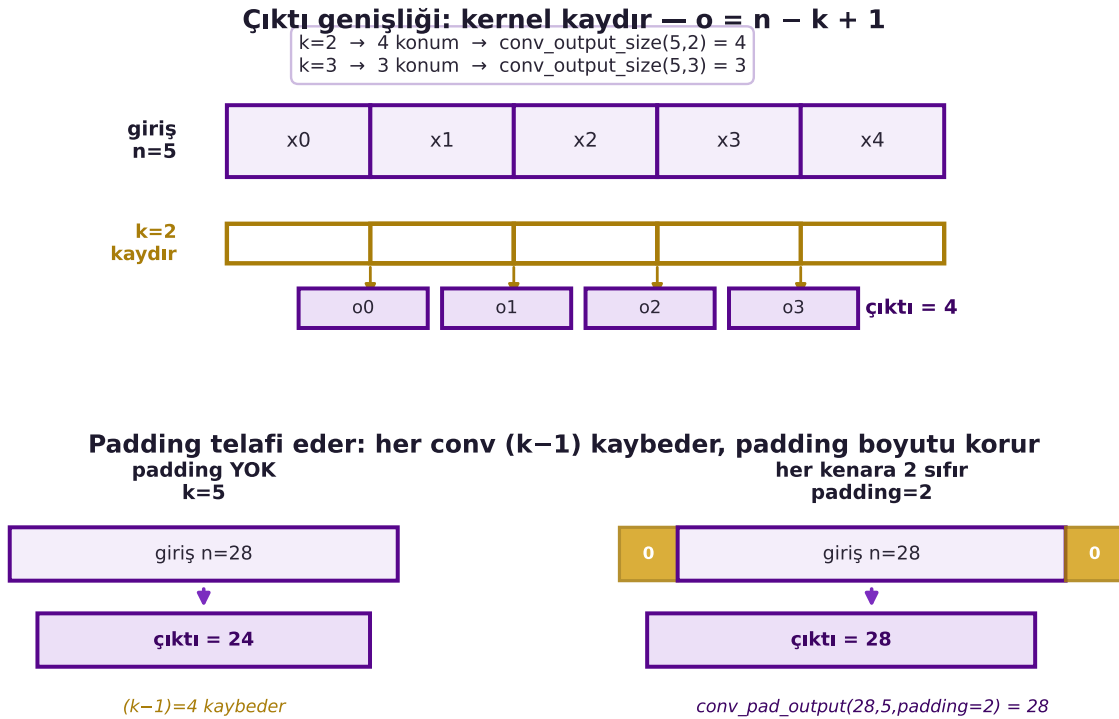 Çıktı genişliği: kernel kaydır — o = n − k + 1
k=2 → 4 konum → conv_output_size(5,2) = 4
k=3 → 3 konum → conv_output_size(5,3) = 3
giriş
n=5
x0
x1
x2
x3
x4
k=2
kaydır
o0
o1
o2
o3
çıktı = 4
Padding telafi eder: her conv (k−1) kaybeder, padding boyutu korur
padding YOK
k=5
giriş n=28
çıktı = 24
(k−1)=4 kaybeder
her kenara 2 sıfır
padding=2
0
giriş n=28
0
çıktı = 28
conv_pad_output(28,5,padding=2) = 28